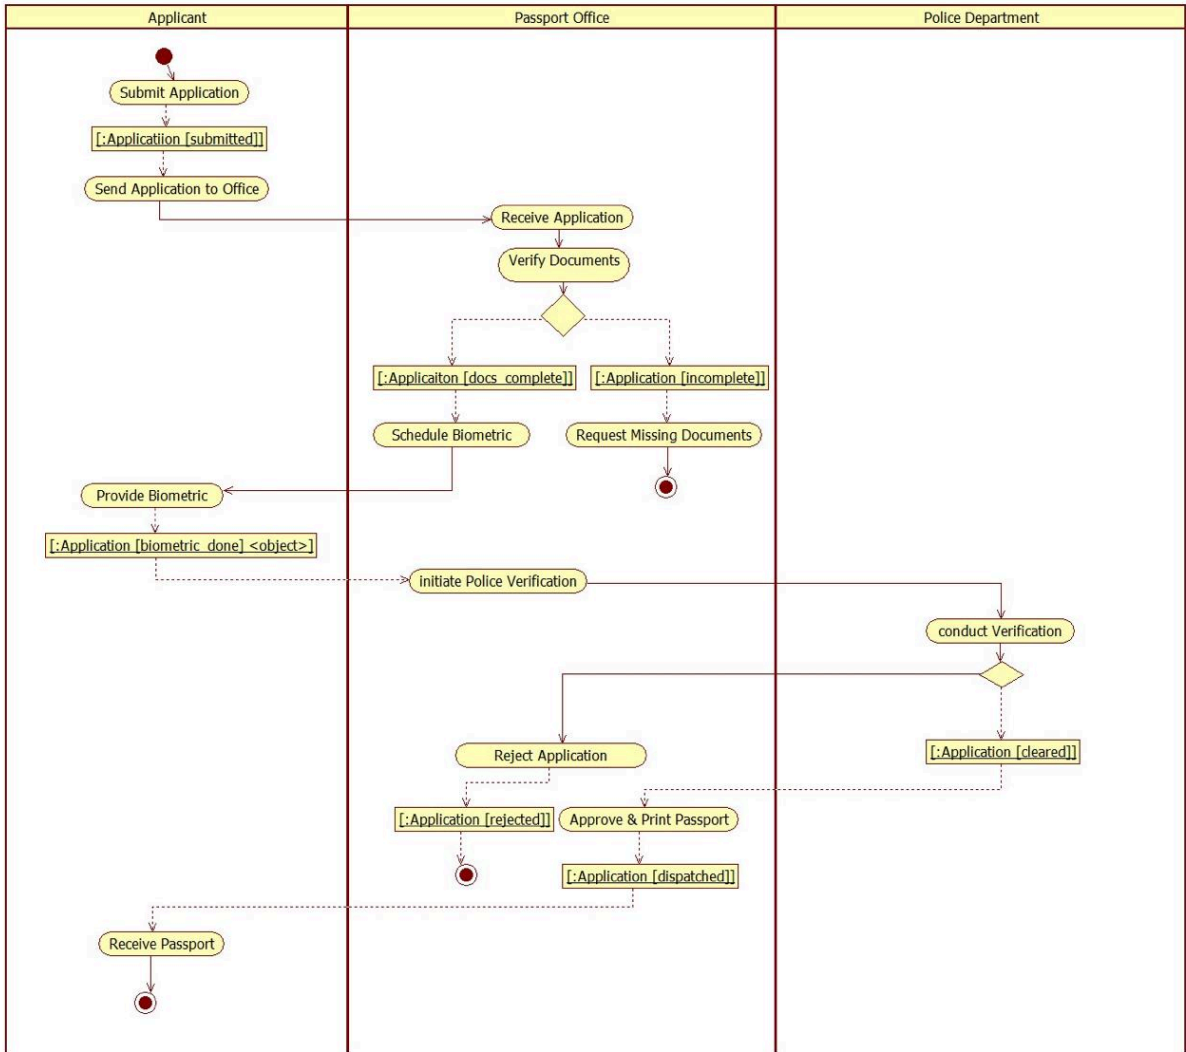 Applicant
Passport Office
Police Department
Submit Application
[:Applicatiion [submitted]]
Send Application to Office
Receive Application
Verify Documents
[:Applicaiton [docs_complete]]
[:Application [incomplete]]
Schedule Biometric
Request Missing Documents
Provide Biometric
[:Application [biometric_done] <object>]
initiate Police Verification
conduct Verification
Reject Application
[:Application [cleared]]
[:Application [rejected]]
Approve & Print Passport
[:Application [dispatched]]
Receive Passport